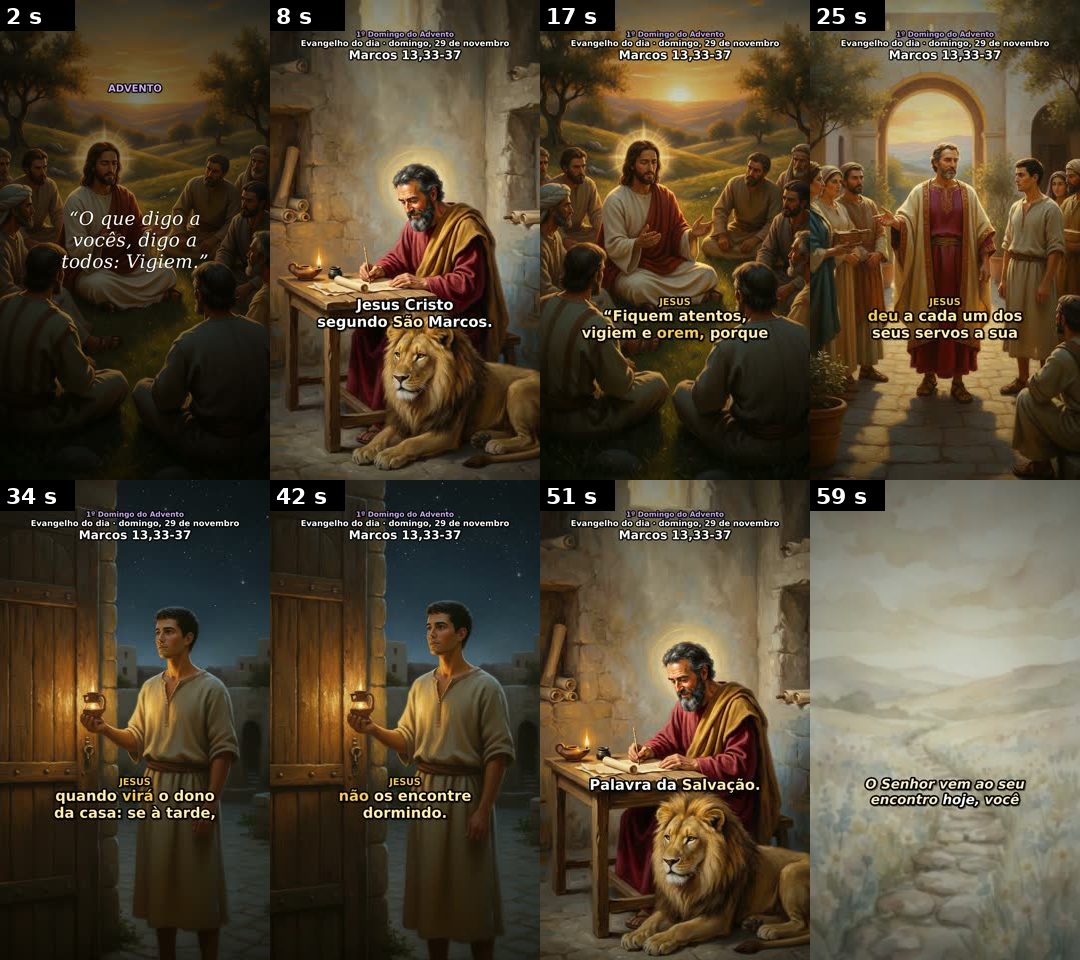 2 s
ADVENTO
“O que digo a
vocês, digo a
todos: Vigiem.”
8 s
1º Domingo do Advento
Evangelho do dia · domingo, 29 de novembro
Marcos 13,33-37
Jesus Cristo
segundo São Marcos.
17 s
1º Domingo do Advento
Evangelho do dia · domingo, 29 de novembro
Marcos 13,33-37
JESUS
“Fiquem atentos,
vigiem e orem, porque
25 s
1º Domingo do Advento
Evangelho do dia · domingo, 29 de novembro
Marcos 13,33-37
JESUS
deu a cada um dos
seus servos a sua
34 s
1º Domingo do Advento
Evangelho do dia · domingo, 29 de novembro
Marcos 13,33-37
JESUS
quando virá o dono
da casa: se à tarde,
42 s
1º Domingo do Advento
Evangelho do dia · domingo, 29 de novembro
Marcos 13,33-37
JESUS
não os encontre
dormindo.
51 s
1º Domingo do Advento
Evangelho do dia · domingo, 29 de novembro
Marcos 13,33-37
Palavra da Salvação.
59 s
O Senhor vem ao seu
encontro hoje, você